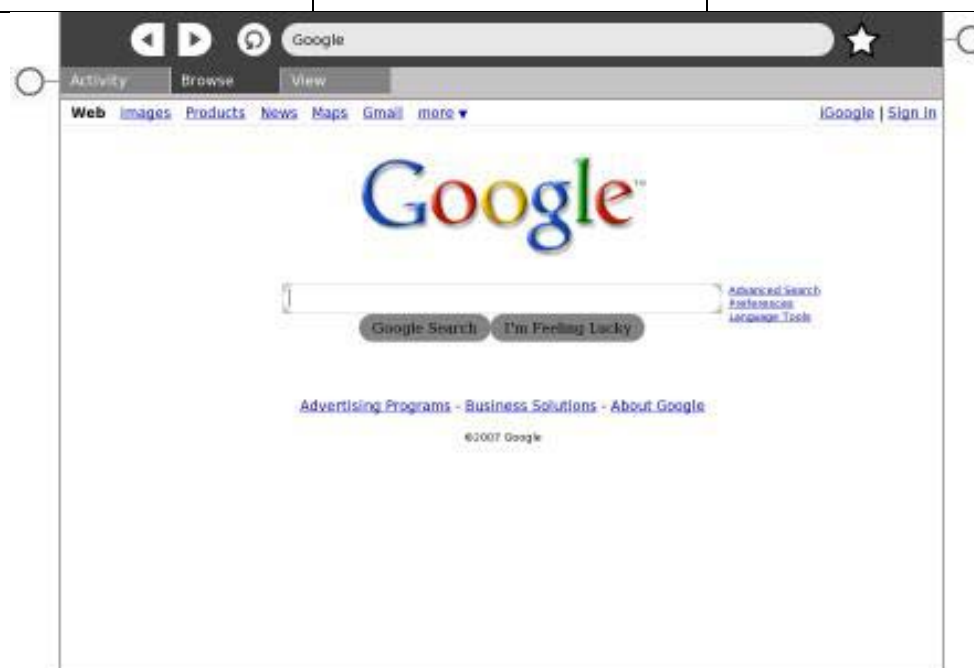 Google
Activity Browse View
Web Images Products News Maps Gmail more ▼ iGoogle | Sign in
Google™
Advanced Search
Preferences
Language Tools
Google Search I'm Feeling Lucky
Advertising Programs - Business Solutions - About Google
©2007 Google